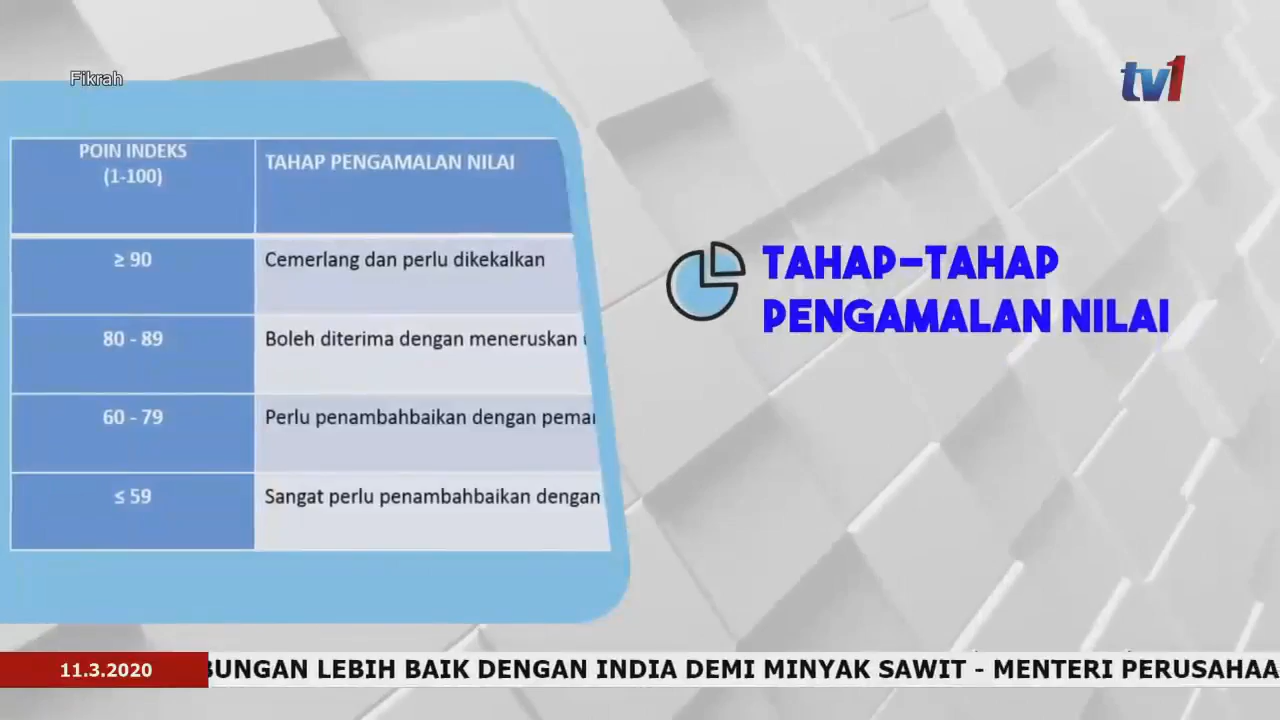 Fikrah
tv1
POIN INDEKS
(1-100)
TAHAP PENGAMALAN NILAI
≥ 90
Cemerlang dan perlu dikekalkan
80 - 89
Boleh diterima dengan meneruskan
60 - 79
Perlu penambahbaikan dengan
≤ 59
Sangat perlu penambahbaikan dengan
TAHAP-TAHAP
PENGAMALAN NILAI
11.3.2020
LEBIH BAIK DENGAN INDIA DEMI MINYAK SAWIT - MENTERI